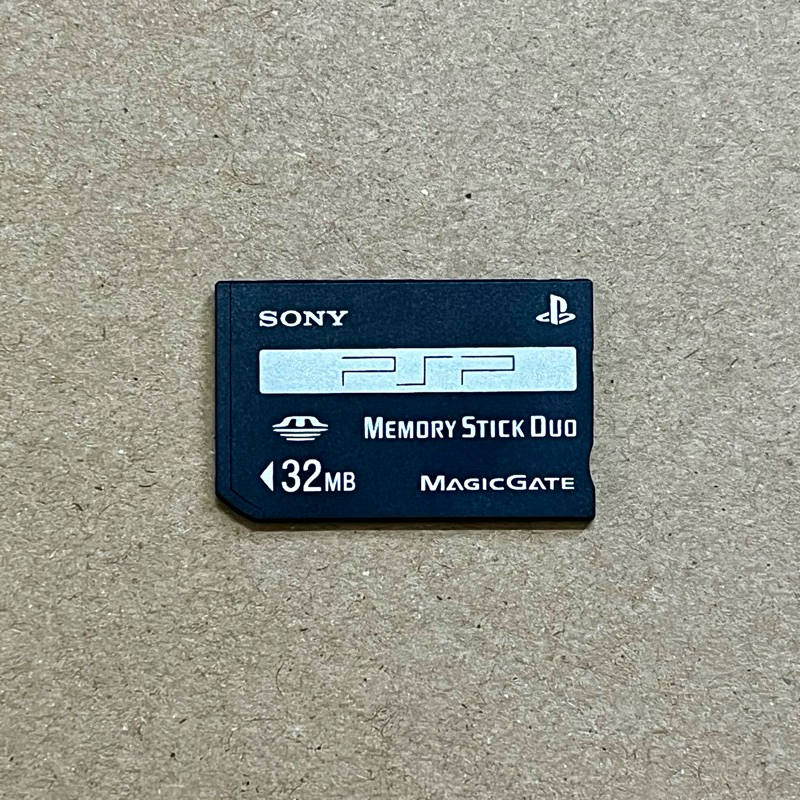 SONY
PSP
MEMORY STICK DUO
32MB
MAGICGATE